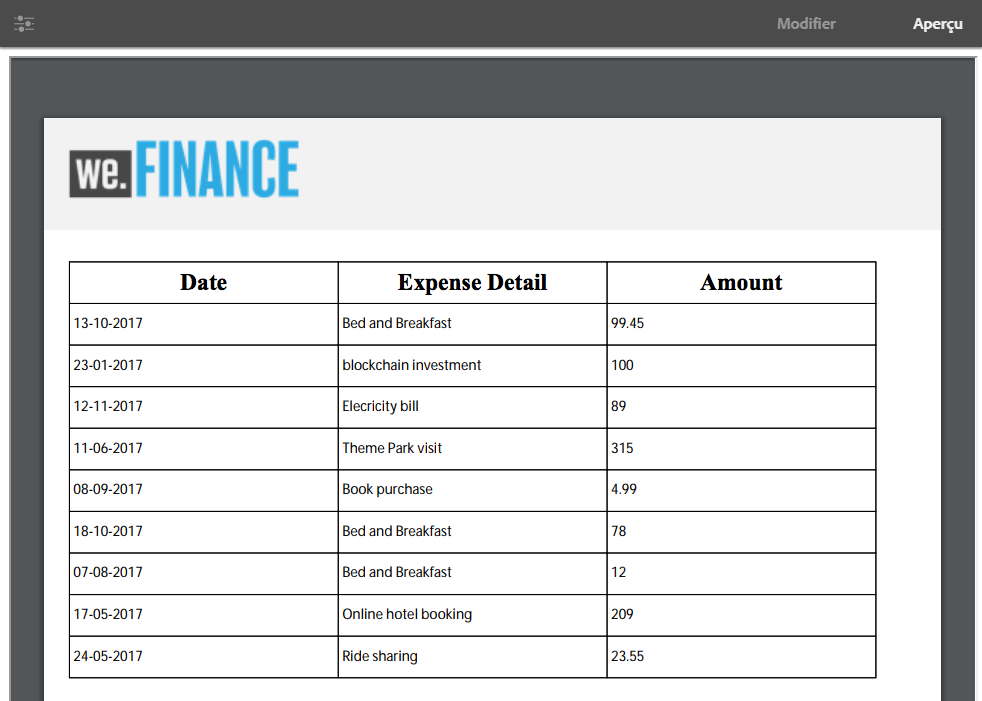 Modifier Aperçu
we.FINANCE
Date Expense Detail Amount
13-10-2017 Bed and Breakfast 99.45
23-01-2017 blockchain investment 100
12-11-2017 Elecricity bill 89
11-06-2017 Theme Park visit 315
08-09-2017 Book purchase 4.99
18-10-2017 Bed and Breakfast 78
07-08-2017 Bed and Breakfast 12
17-05-2017 Online hotel booking 209
24-05-2017 Ride sharing 23.55